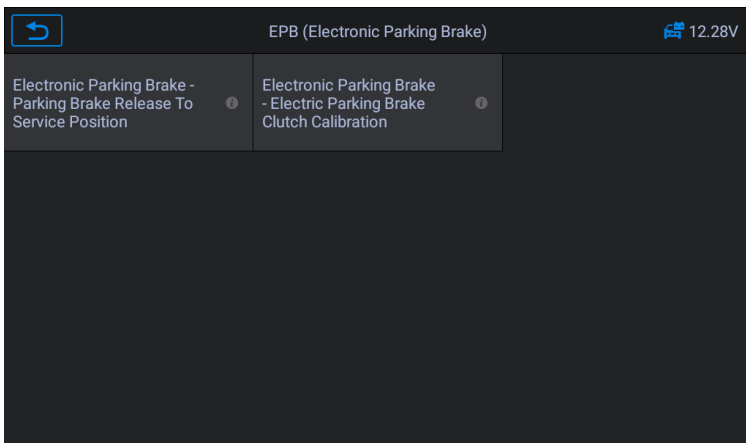 EPB (Electronic Parking Brake)
12.28V
Electronic Parking Brake -
Parking Brake Release To
Service Position
Electronic Parking Brake
- Electric Parking Brake
Clutch Calibration